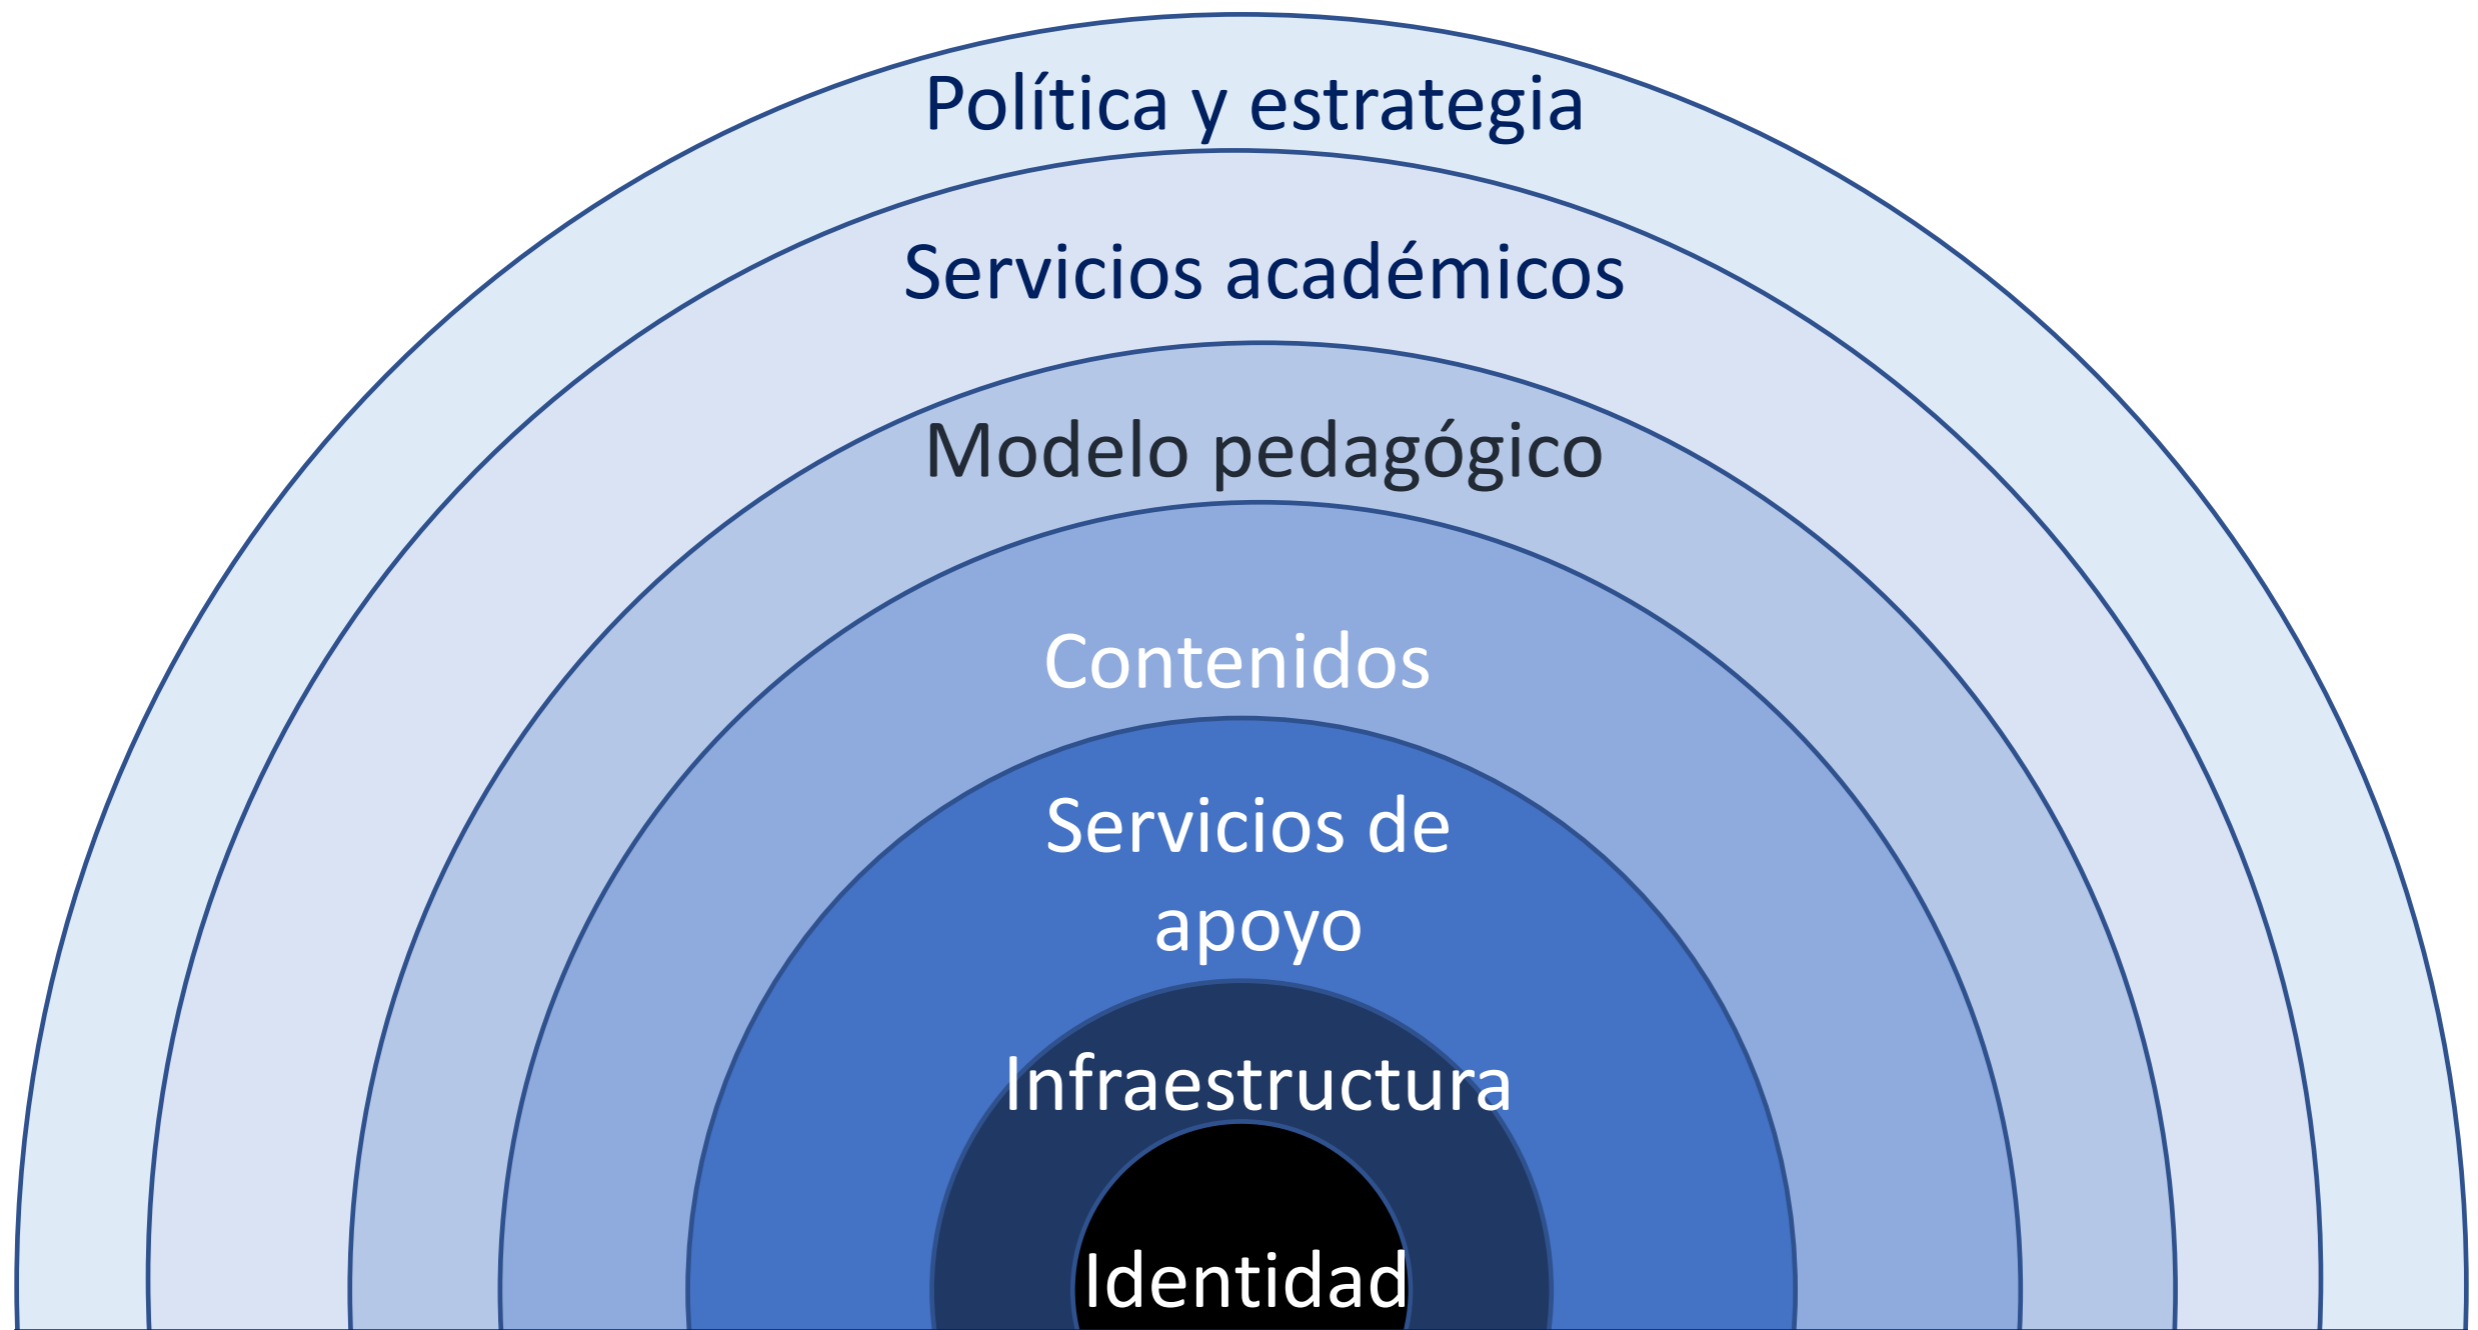 Política y estrategia
Servicios académicos
Modelo pedagógico
Contenidos
Servicios de
apoyo
Infraestructura
Identidad